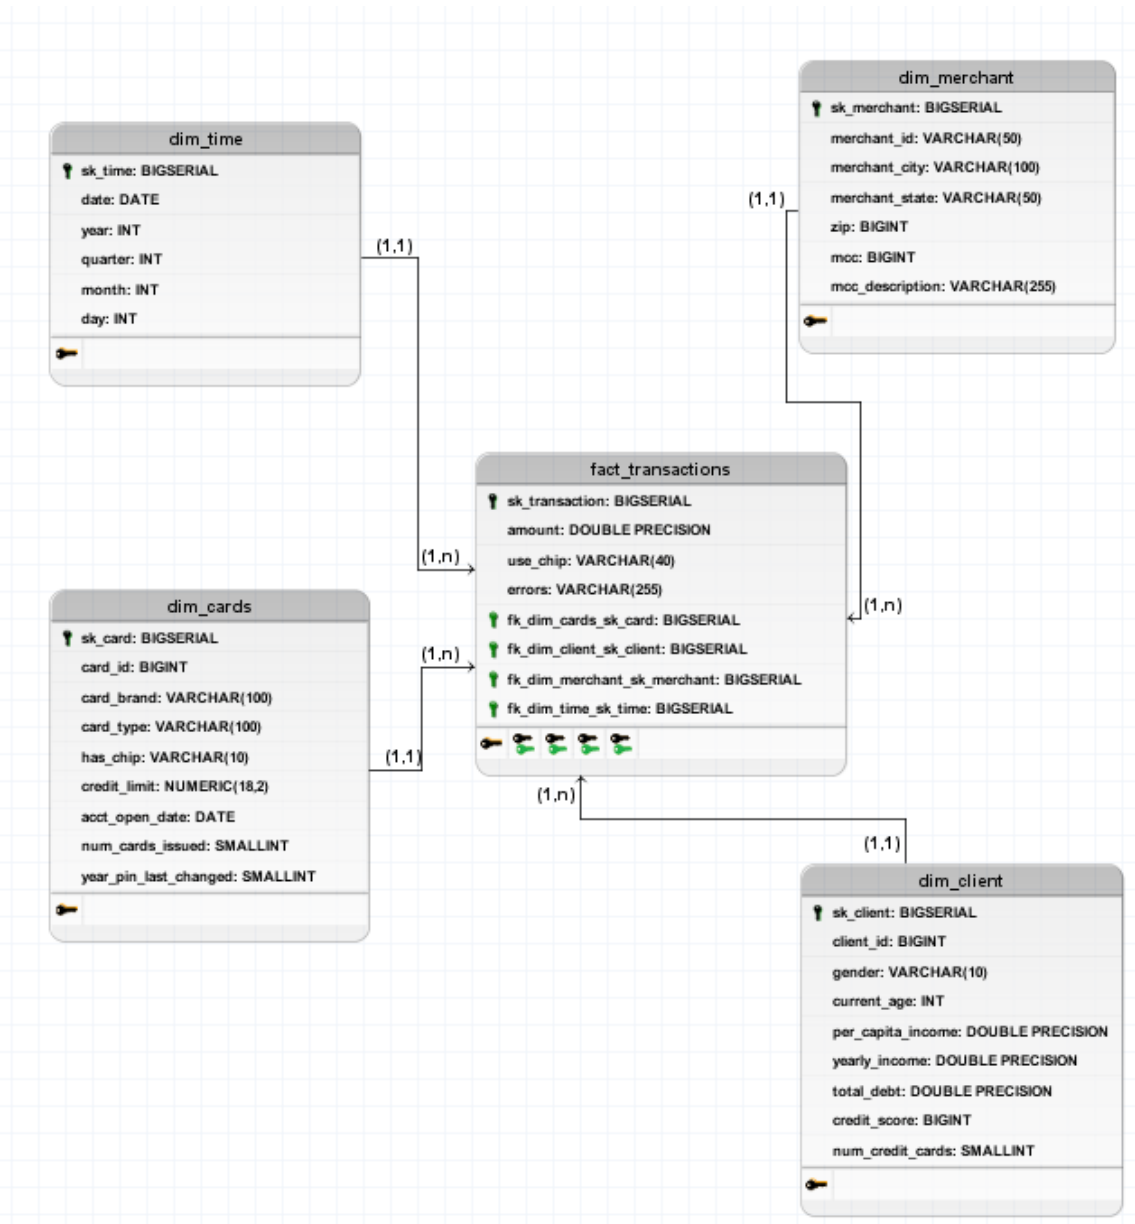 dim_merchant
sk_merchant: BIGSERIAL
merchant_id: VARCHAR(50)
merchant_city: VARCHAR(100)
merchant_state: VARCHAR(50)
zip: BIGINT
mcc: BIGINT
mcc_description: VARCHAR(255)
(1,1)
dim_time
sk_time: BIGSERIAL
date: DATE
year: INT
quarter: INT
month: INT
day: INT
(1,1)
fact_transactions
sk_transaction: BIGSERIAL
amount: DOUBLE PRECISION
use_chip: VARCHAR(40)
errors: VARCHAR(255)
fk_dim_cards_sk_card: BIGSERIAL
fk_dim_client_sk_client: BIGSERIAL
fk_dim_merchant_sk_merchant: BIGSERIAL
fk_dim_time_sk_time: BIGSERIAL
(1,n)
(1,n)
(1,n)
(1,n)
dim_cards
sk_card: BIGSERIAL
card_id: BIGINT
card_brand: VARCHAR(100)
card_type: VARCHAR(100)
has_chip: VARCHAR(10)
credit_limit: NUMERIC(18,2)
acct_open_date: DATE
num_cards_issued: SMALLINT
year_pin_last_changed: SMALLINT
(1,1)
(1,1)
dim_client
sk_client: BIGSERIAL
client_id: BIGINT
gender: VARCHAR(10)
current_age: INT
per_capita_income: DOUBLE PRECISION
yearly_income: DOUBLE PRECISION
total_debt: DOUBLE PRECISION
credit_score: BIGINT
num_credit_cards: SMALLINT